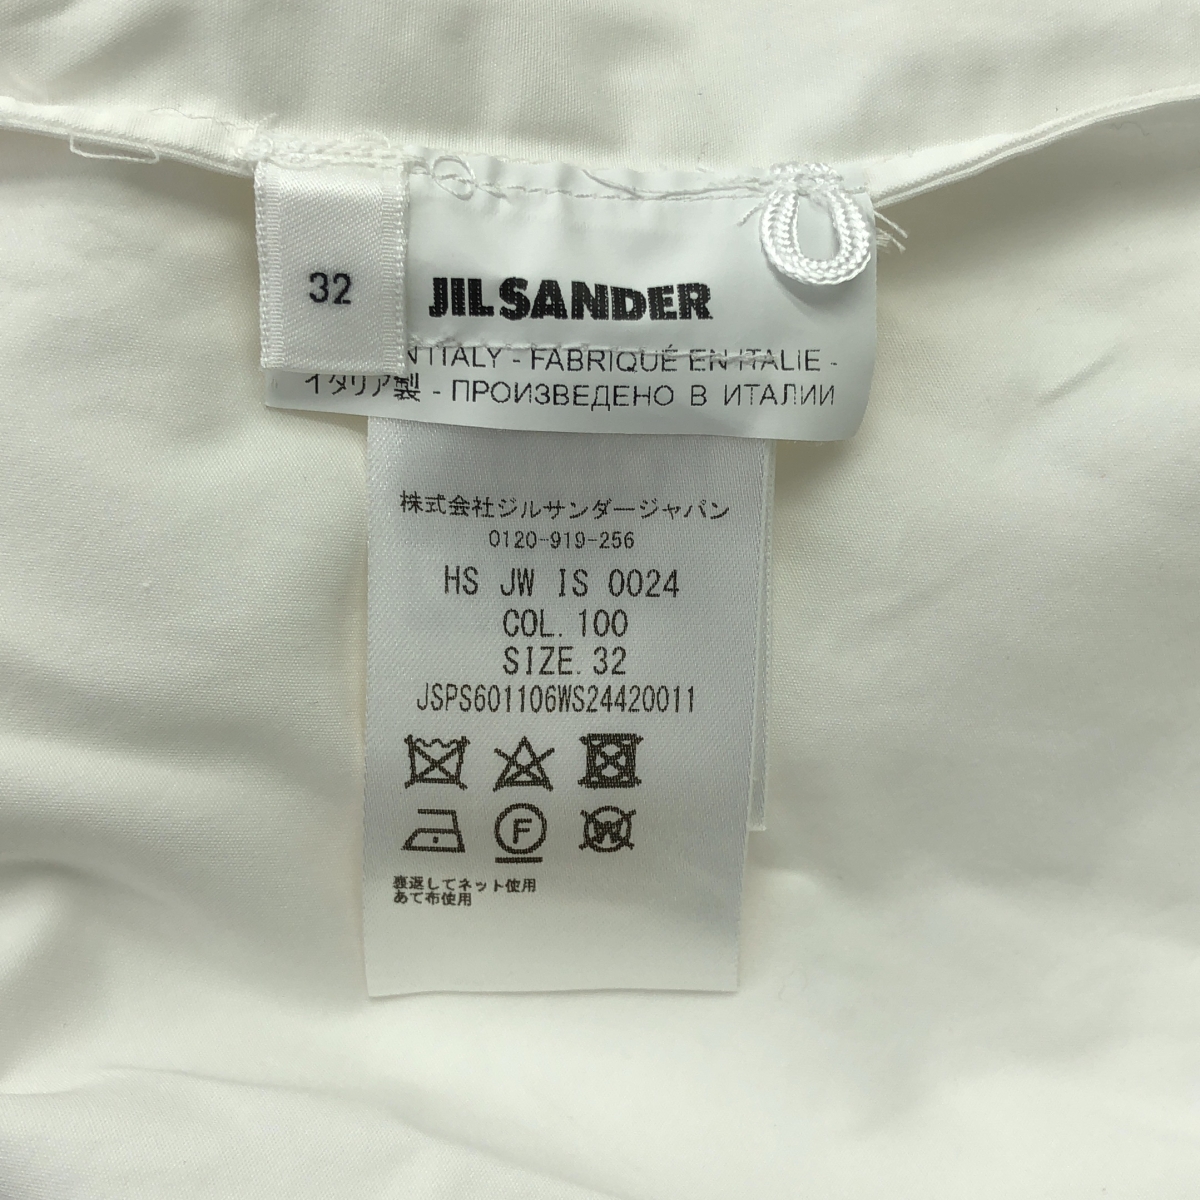 32
JIL SANDER
N ITALY - FABRIQUÉ EN ITALIE -
イタリア製 - ПРОИЗВЕДЕНО В ИТАЛИИ
株式会社ジルサンダージャパン
0120-919-256
HS JW IS 0024
COL. 100
SIZE. 32
JSPS601106WS24420011
F
W
裏返してネット使用
あて布使用